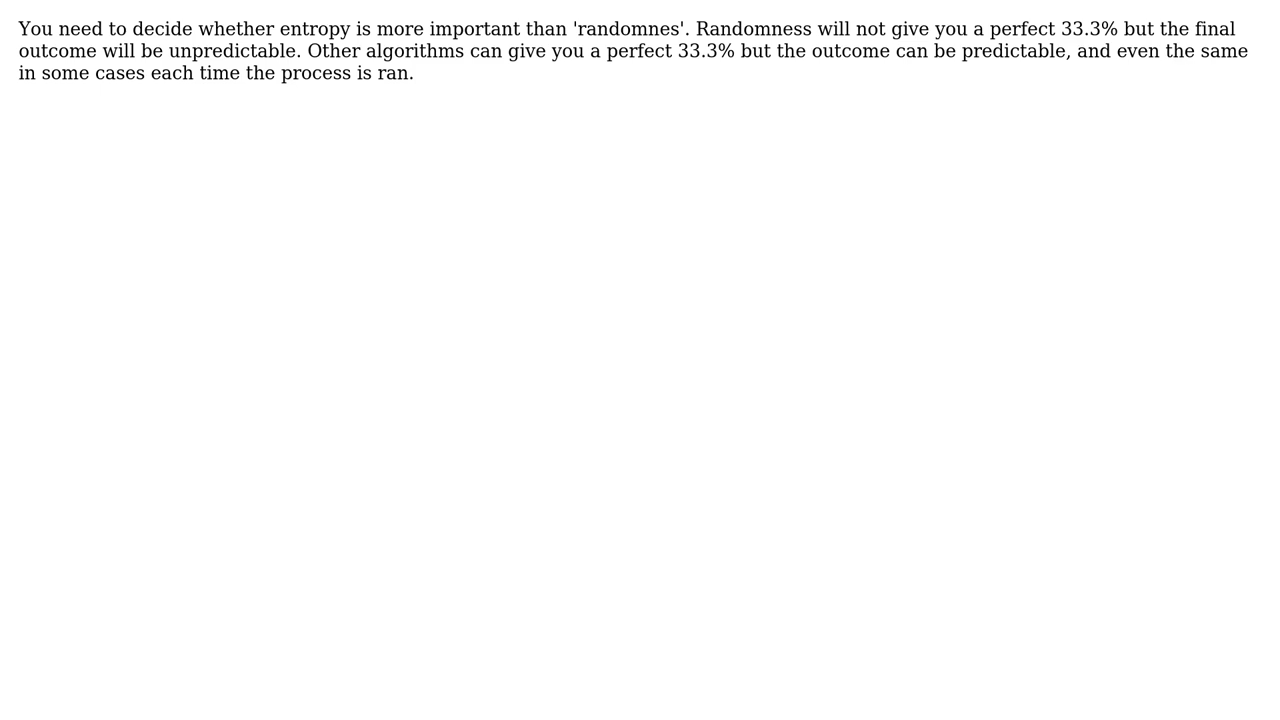 You need to decide whether entropy is more important than 'randomnes'. Randomness will not give you a perfect 33.3% but the final
outcome will be unpredictable. Other algorithms can give you a perfect 33.3% but the outcome can be predictable, and even the same
in some cases each time the process is ran.